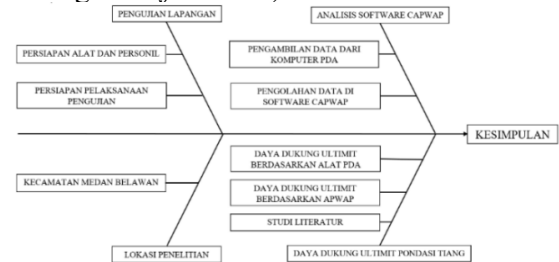 PENGUJIAN LAPANGAN
ANALISIS SOFTWARE CAPWAP
PERSIAPAN ALAT DAN PERSONIL
PERSIAPAN PELAKSANAAN
PENGUJIAN
PENGAMBILAN DATA DARI
KOMPUTER PDA
PENGOLAHAN DATA DI
SOFTWARE CAPWAP
KESIMPULAN
KECAMATAN MEDAN BELAWAN
DAYA DUKUNG ULTIMIT
BERDASARKAN ALAT PDA
DAYA DUKUNG ULTIMIT
BERDASARKAN APWAP
STUDI LITERATUR
LOKASI PENELITIAN
DAYA DUKUNG ULTIMIT PONDASI TIANG